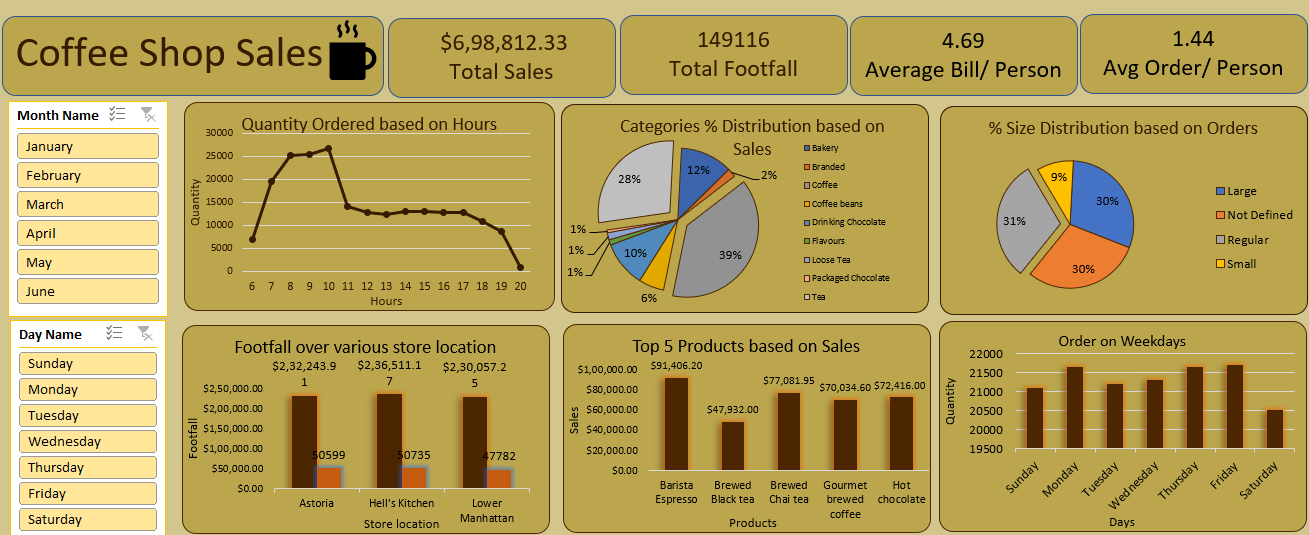 Coffee Shop Sales
$6,98,812.33
Total Sales
149116
Total Footfall
4.69
Average Bill/ Person
1.44
Avg Order/ Person
Month Name
January
February
March
April
May
June
Day Name
Sunday
Monday
Tuesday
Wednesday
Thursday
Friday
Saturday
Quantity Ordered based on Hours
30000
25000
20000
15000
10000
5000
0
Quantity
6 7 8 9 10 11 12 13 14 15 16 17 18 19 20
Hours
Categories % Distribution based on
Sales
12%
2%
39%
6%
10%
1%
1%
1%
28%
Bakery
Branded
Coffee
Coffee beans
Drinking Chocolate
Flavours
Loose Tea
Packaged Chocolate
Tea
% Size Distribution based on Orders
30%
30%
31%
9%
Large
Not Defined
Regular
Small
Footfall over various store location
$2,32,243.9
1
$2,36,511.1
7
$2,30,057.2
5
$2,50,000.00
$2,00,000.00
$1,50,000.00
$1,00,000.00
$50,000.00
$0.00
Footfall
50599
50735
47782
Astoria
Hell's Kitchen
Lower
Manhattan
Store location
Top 5 Products based on Sales
$1,00,000.00
$80,000.00
$60,000.00
$40,000.00
$20,000.00
$0.00
Sales
$91,406.20
$47,932.00
$77,081.95
$70,034.60
$72,416.00
Barista
Espresso
Brewed
Black tea
Brewed
Chai tea
Gourmet
brewed
coffee
Hot
chocolate
Products
Order on Weekdays
22000
21500
21000
20500
20000
19500
Quantity
Sunday
Monday
Tuesday
Wednesday
Thursday
Friday
Saturday
Days